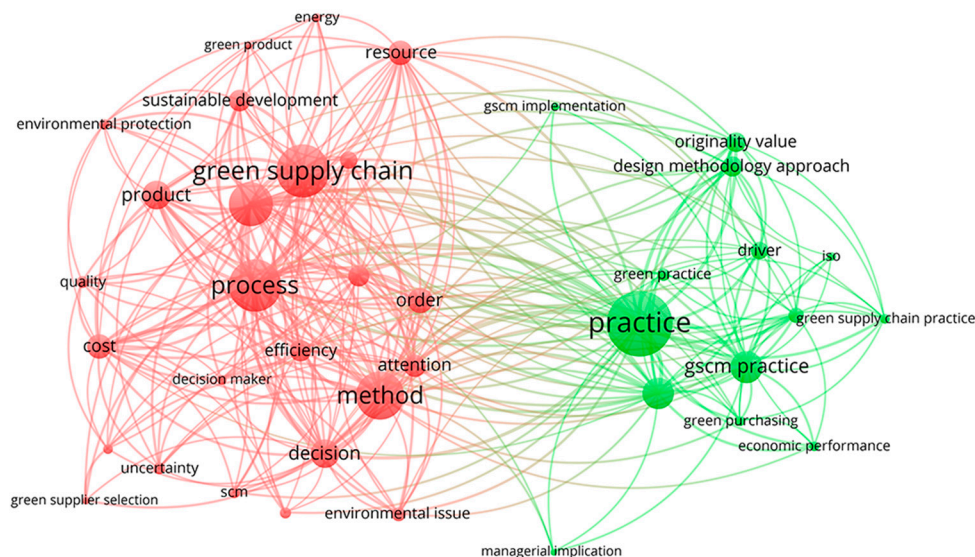 energy
green product
resource
sustainable development
gscm implementation
environmental protection
originality value
design methodology approach
green supply chain
product
driver
iso
green practice
quality
process
order
green supply chain practice
practice
cost
efficiency
attention
gscm practice
decision maker
method
green purchasing
economic performance
decision
uncertainty
scm
green supplier selection
environmental issue
managerial implication